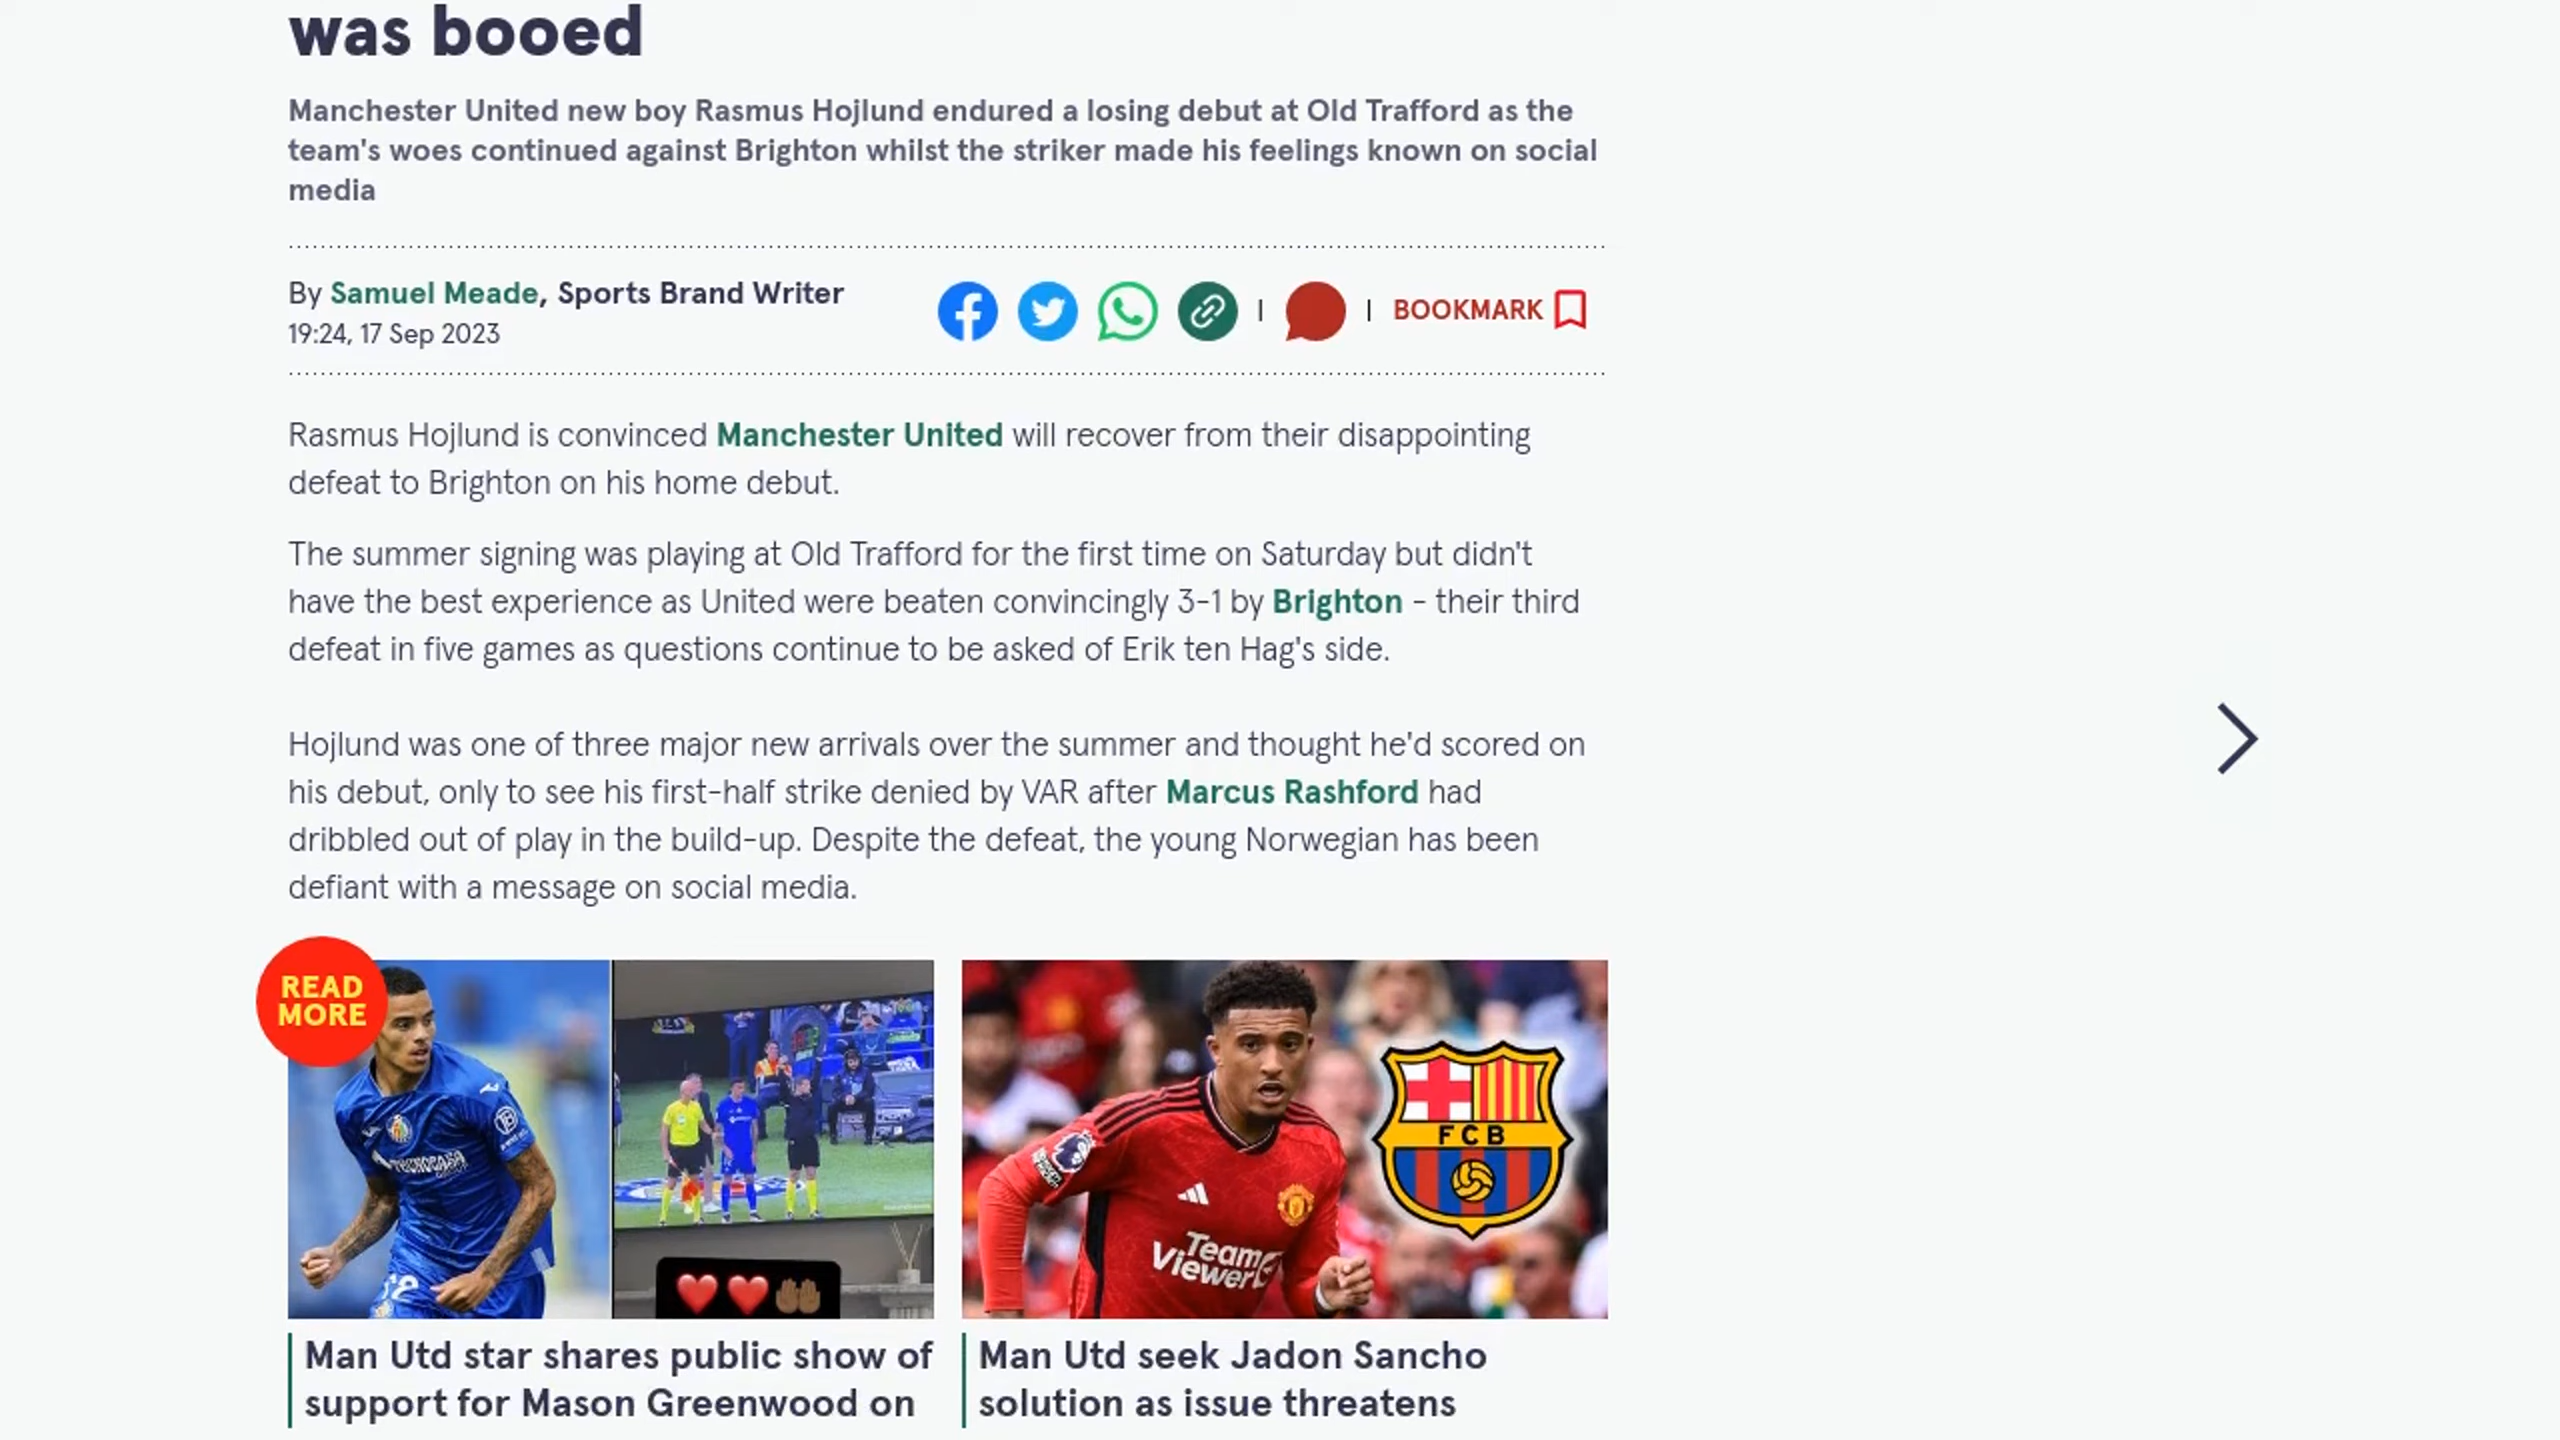 was booed
Manchester United new boy Rasmus Hojlund endured a losing debut at Old Trafford as the
team's woes continued against Brighton whilst the striker made his feelings known on social
media
By Samuel Meade, Sports Brand Writer
19:24, 17 Sep 2023
BOOKMARK
Rasmus Hojlund is convinced Manchester United will recover from their disappointing
defeat to Brighton on his home debut.
The summer signing was playing at Old Trafford for the first time on Saturday but didn't
have the best experience as United were beaten convincingly 3-1 by Brighton - their third
defeat in five games as questions continue to be asked of Erik ten Hag's side.
Hojlund was one of three major new arrivals over the summer and thought he'd scored on
his debut, only to see his first-half strike denied by VAR after Marcus Rashford had
dribbled out of play in the build-up. Despite the defeat, the young Norwegian has been
defiant with a message on social media.
READ
MORE
TECNOCASA
12
Team
Viewer
FCB
Man Utd star shares public show of
support for Mason Greenwood on
Man Utd seek Jadon Sancho
solution as issue threatens